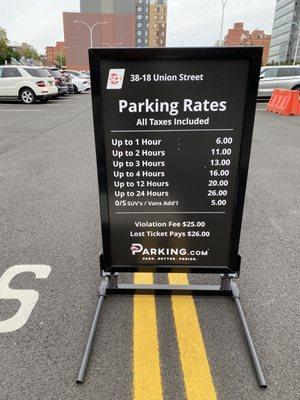 38-18 Union Street
Parking Rates
All Taxes Included
Up to 1 Hour 6.00
Up to 2 Hours 11.00
Up to 3 Hours 13.00
Up to 4 Hours 16.00
Up to 12 Hours 20.00
Up to 24 Hours 26.00
O/S SUV's / Vans Add'l 5.00
Violation Fee $25.00
Lost Ticket Pays $26.00
PARKING.COM
PARK. BETTER. PERIOD.
S